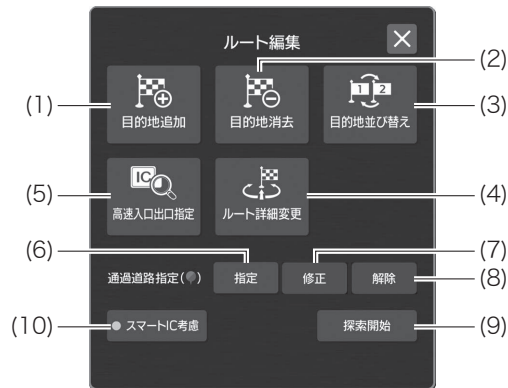 ルート編集
(2)
(1)
目的地追加
目的地消去
目的地並び替え
(3)
IC
(5)
高速入口出口指定
ルート詳細変更
(4)
(6)
(7)
通過道路指定( )
指定
修正
解除
(8)
(10)
スマートIC考慮
探索開始
(9)
1
2